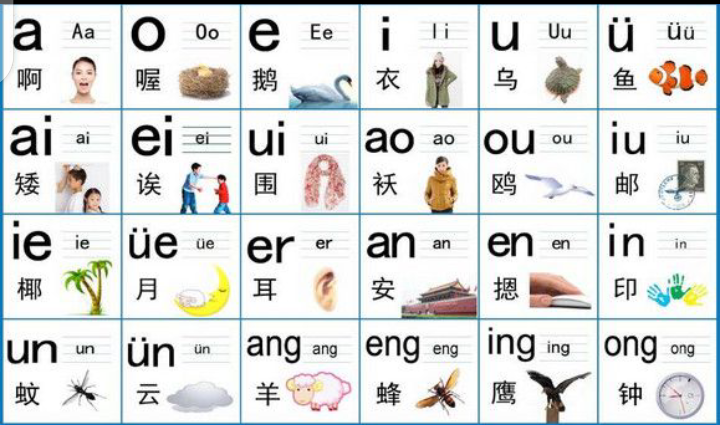 a Aa o Oo e Ee i Ii u Uu ü Üü
啊 喔 鹅 衣 乌 鱼
ai ai ei ei ui ui ao ao ou ou iu iu
矮 诶 围 袄 鸥 邮
ie ie üe üe er er an an en en in in
椰 月 耳 安 摁 印
un un ün ün ang ang eng eng ing ing ong ong
蚊 云 羊 蜂 鹰 钟